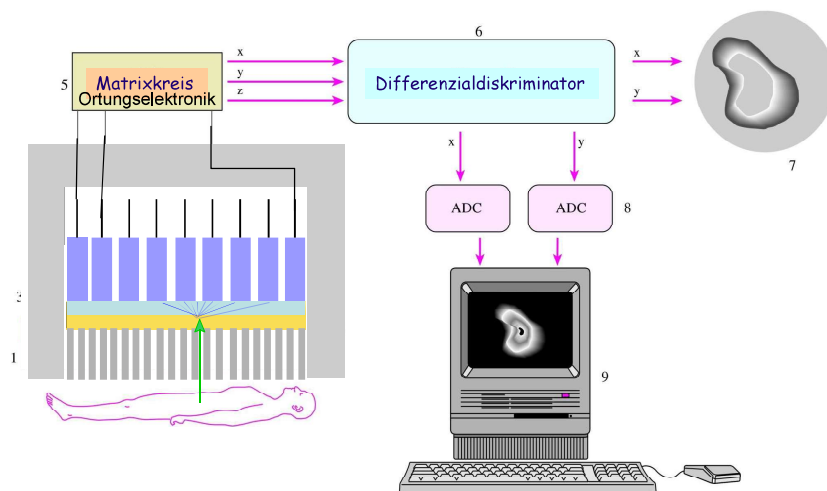 6
x
y
z
5
Matrixkreis
Ortungselektronik
Differenzialdiskriminator
x
y
7
x
y
ADC
ADC
8
1
9